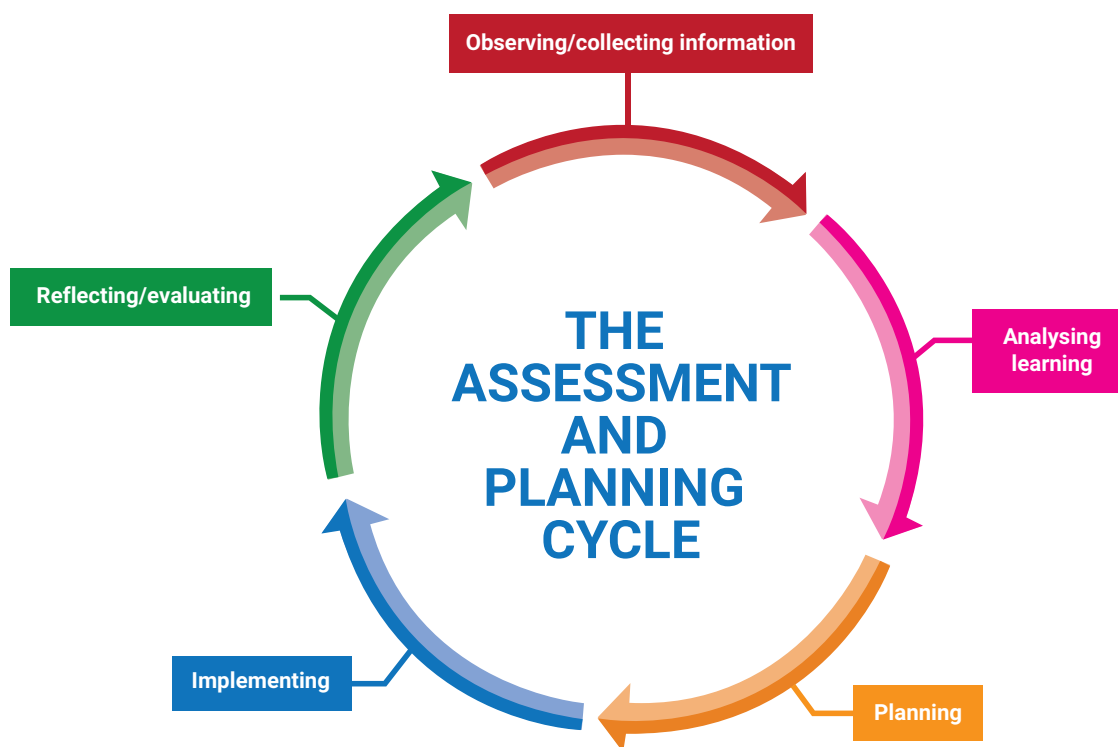 Observing/collecting information
Analysing
learning
Planning
Implementing
Reflecting/evaluating
THE
ASSESSMENT
AND
PLANNING
CYCLE